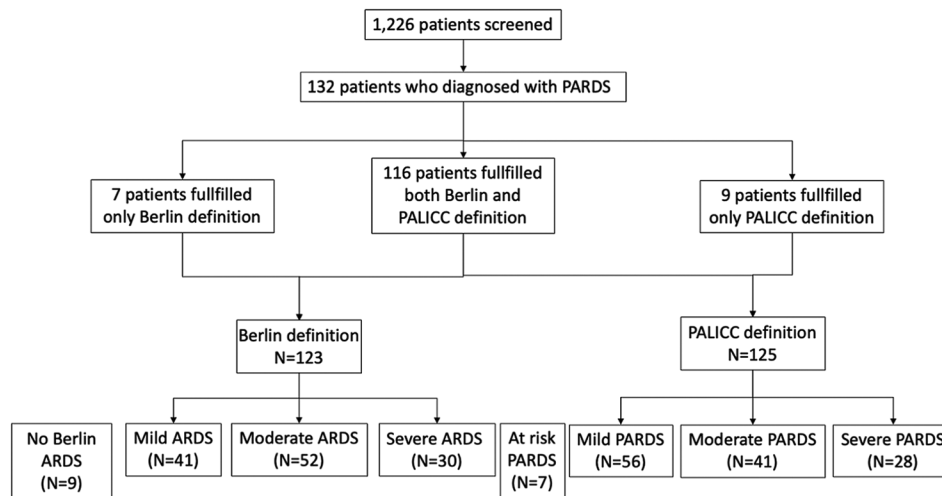 1,226 patients screened
132 patients who diagnosed with PARDS
7 patients fullfilled
only Berlin definition
116 patients fullfilled
both Berlin and
PALICC definition
9 patients fullfilled
only PALICC definition
Berlin definition
N=123
PALICC definition
N=125
No Berlin
ARDS
(N=9)
Mild ARDS
(N=41)
Moderate ARDS
(N=52)
Severe ARDS
(N=30)
At risk
PARDS
(N=7)
Mild PARDS
(N=56)
Moderate PARDS
(N=41)
Severe PARDS
(N=28)